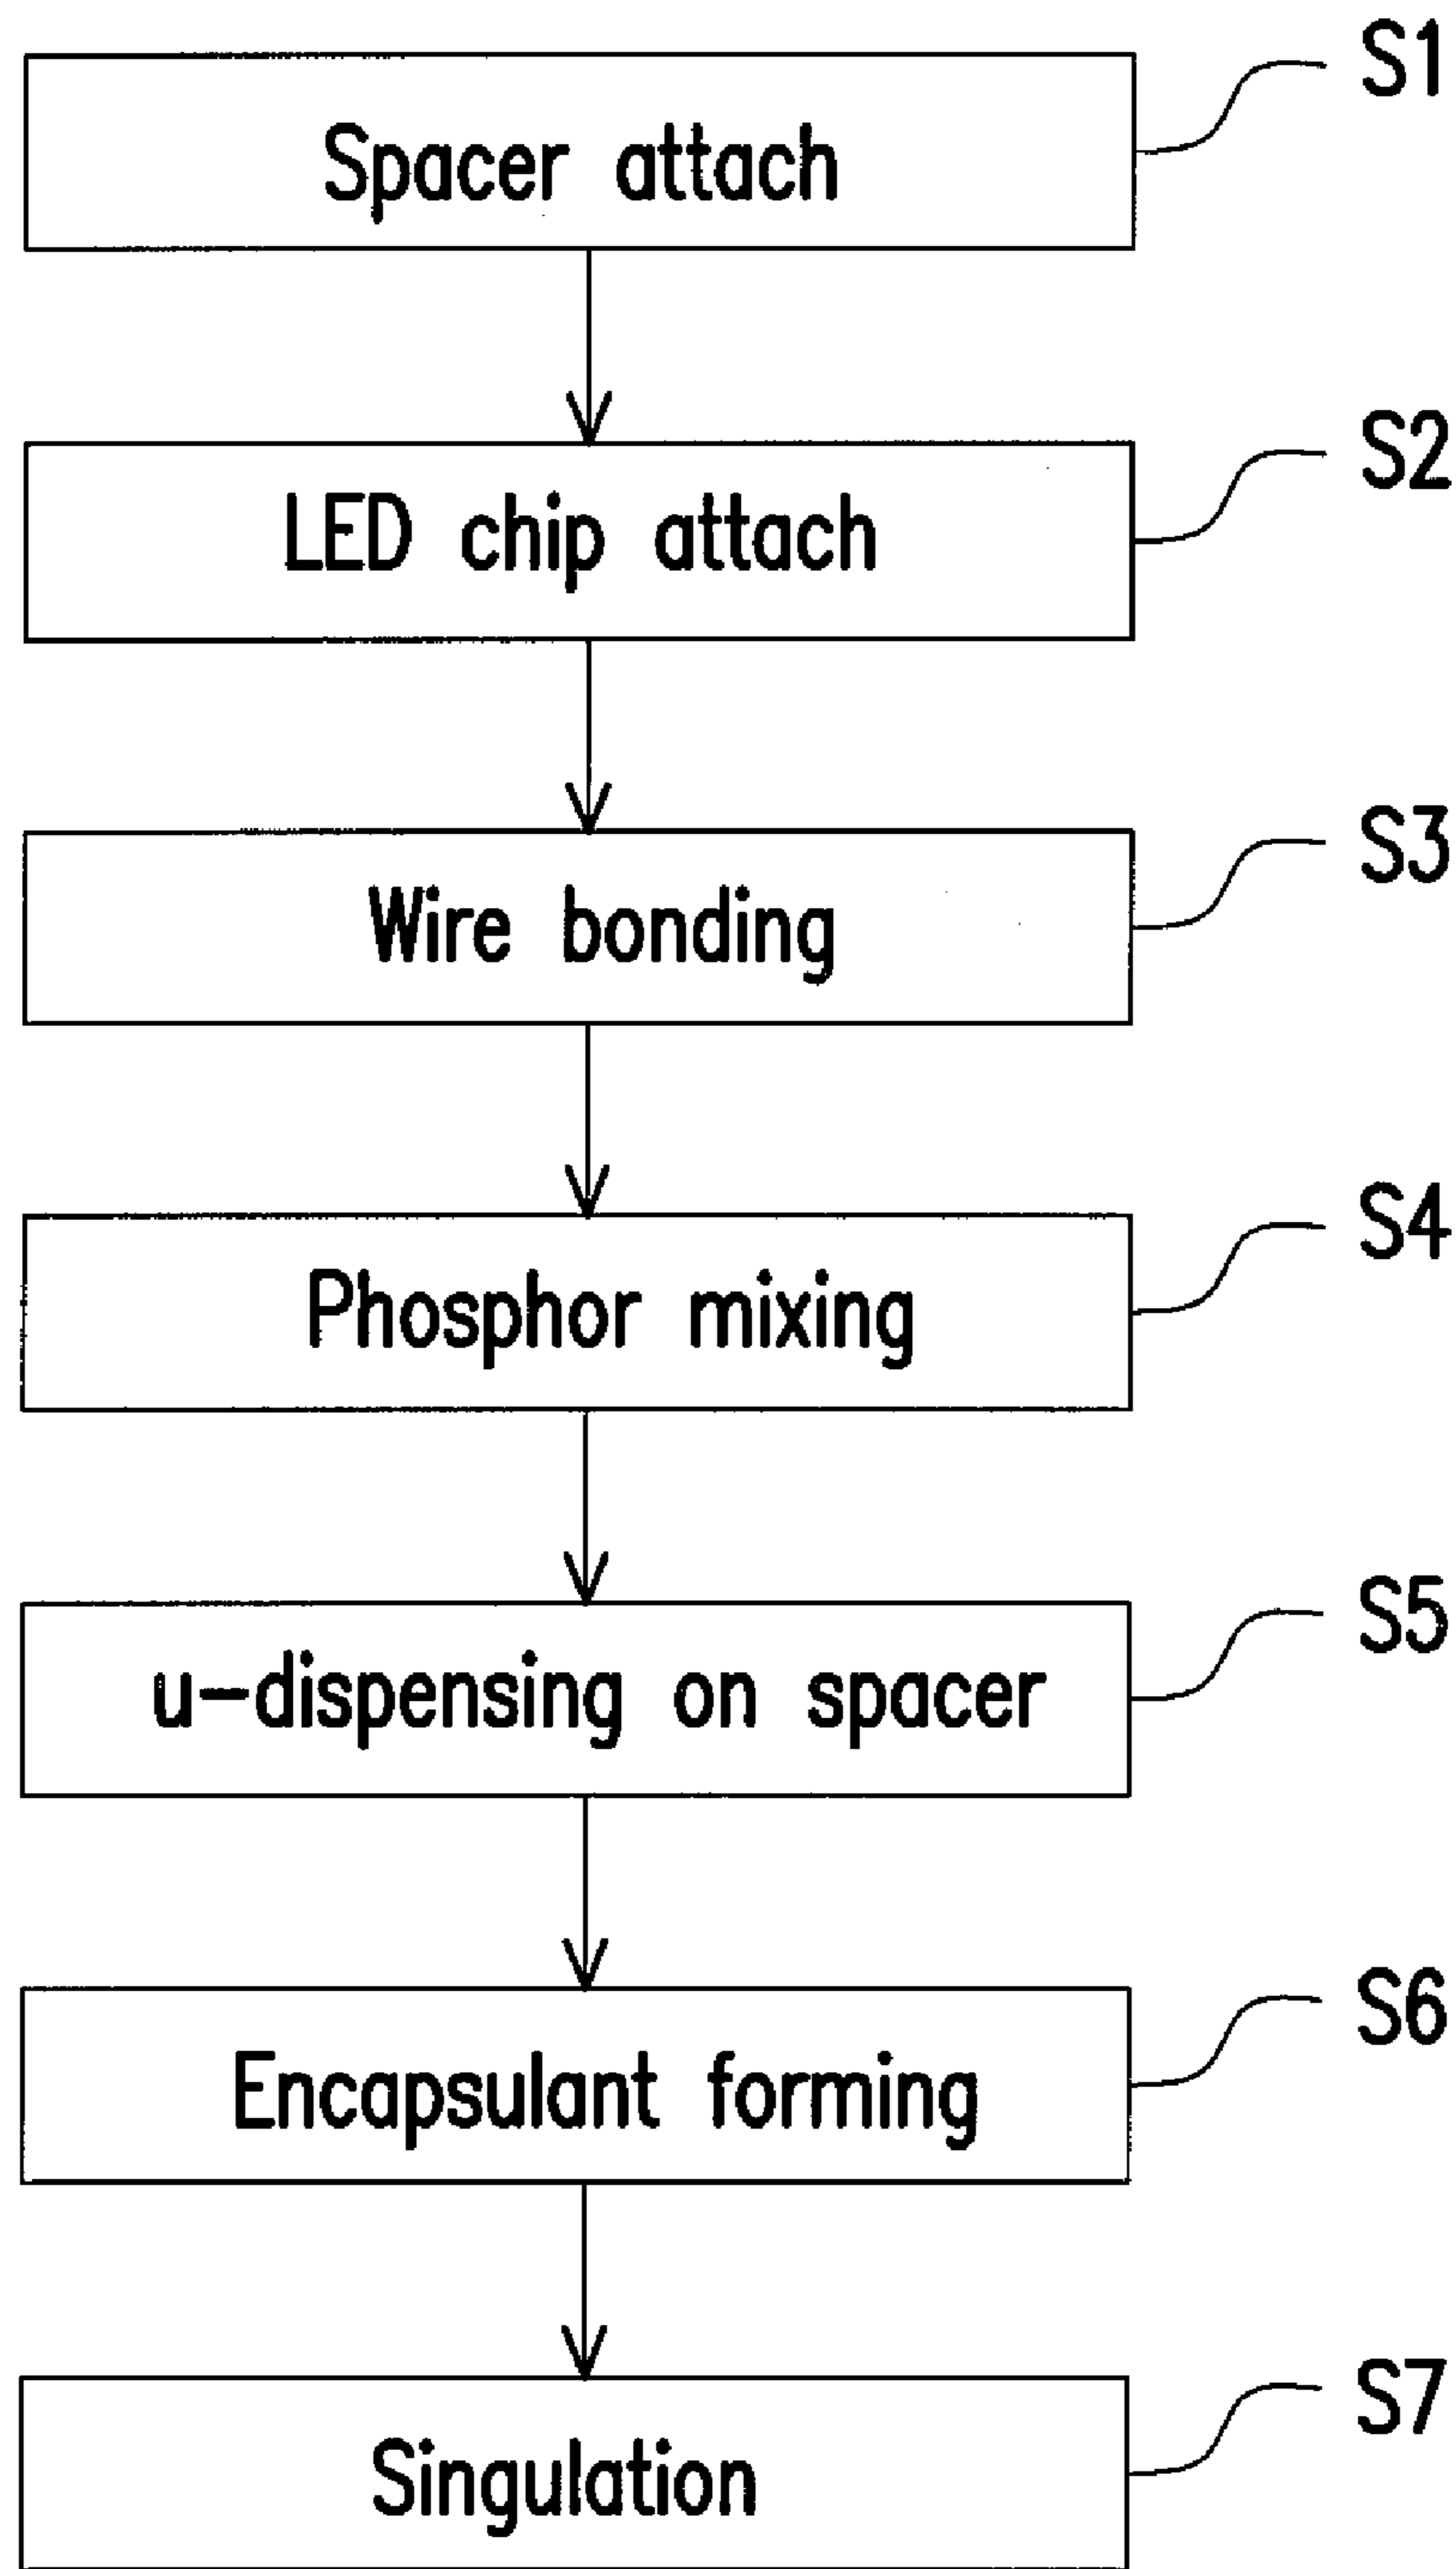 S1
Spacer attach
S2
LED chip attach
S3
Wire bonding
S4
Phosphor mixing
S5
u-dispensing on spacer
S6
Encapsulant forming
S7
Singulation